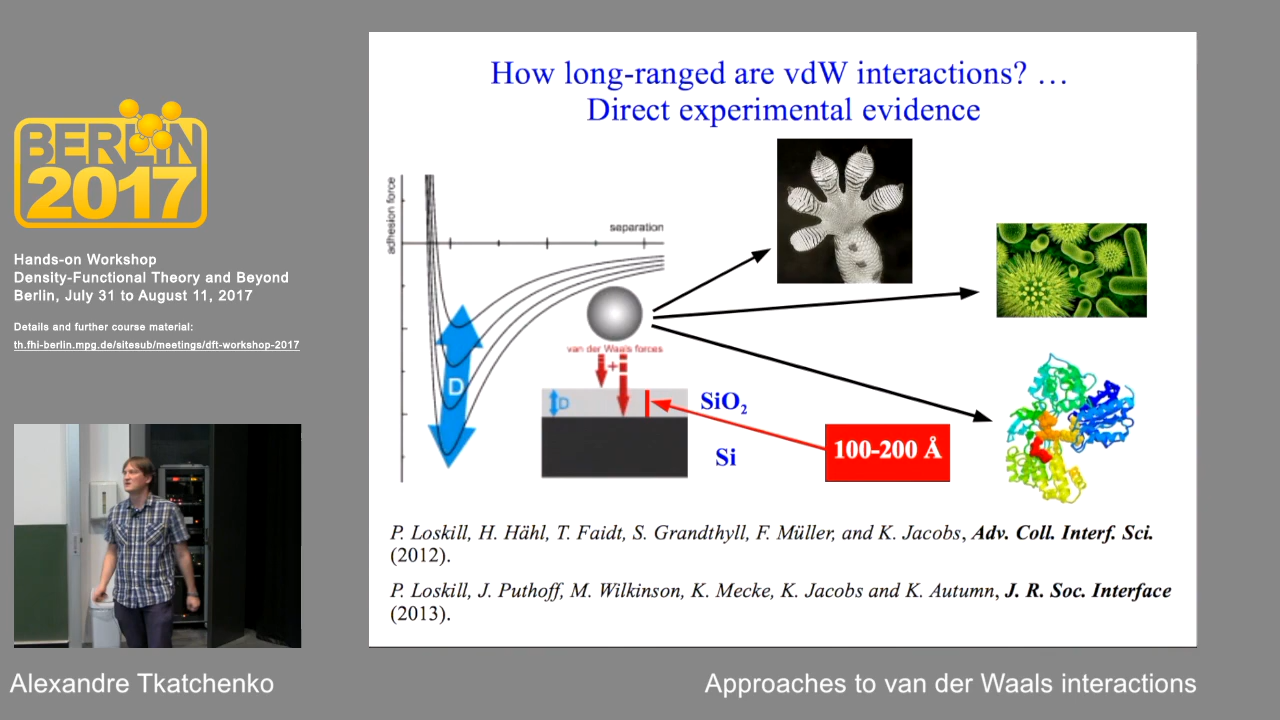 BERLIN
2017
Hands-on Workshop
Density-Functional Theory and Beyond
Berlin, July 31 to August 11, 2017
Details and further course material:
th.fhi-berlin.mpg.de/sitesub/meetings/dft-workshop-2017
How long-ranged are vdW interactions? …
Direct experimental evidence
adhesion force
separation
D
van der Waals forces
+
D
SiO₂
Si
100-200 Å
P. Loskill, H. Hähl, T. Faidt, S. Grandthyll, F. Müller, and K. Jacobs, Adv. Coll. Interf. Sci.
(2012).
P. Loskill, J. Puthoff, M. Wilkinson, K. Mecke, K. Jacobs and K. Autumn, J. R. Soc. Interface
(2013).
Alexandre Tkatchenko
Approaches to van der Waals interactions